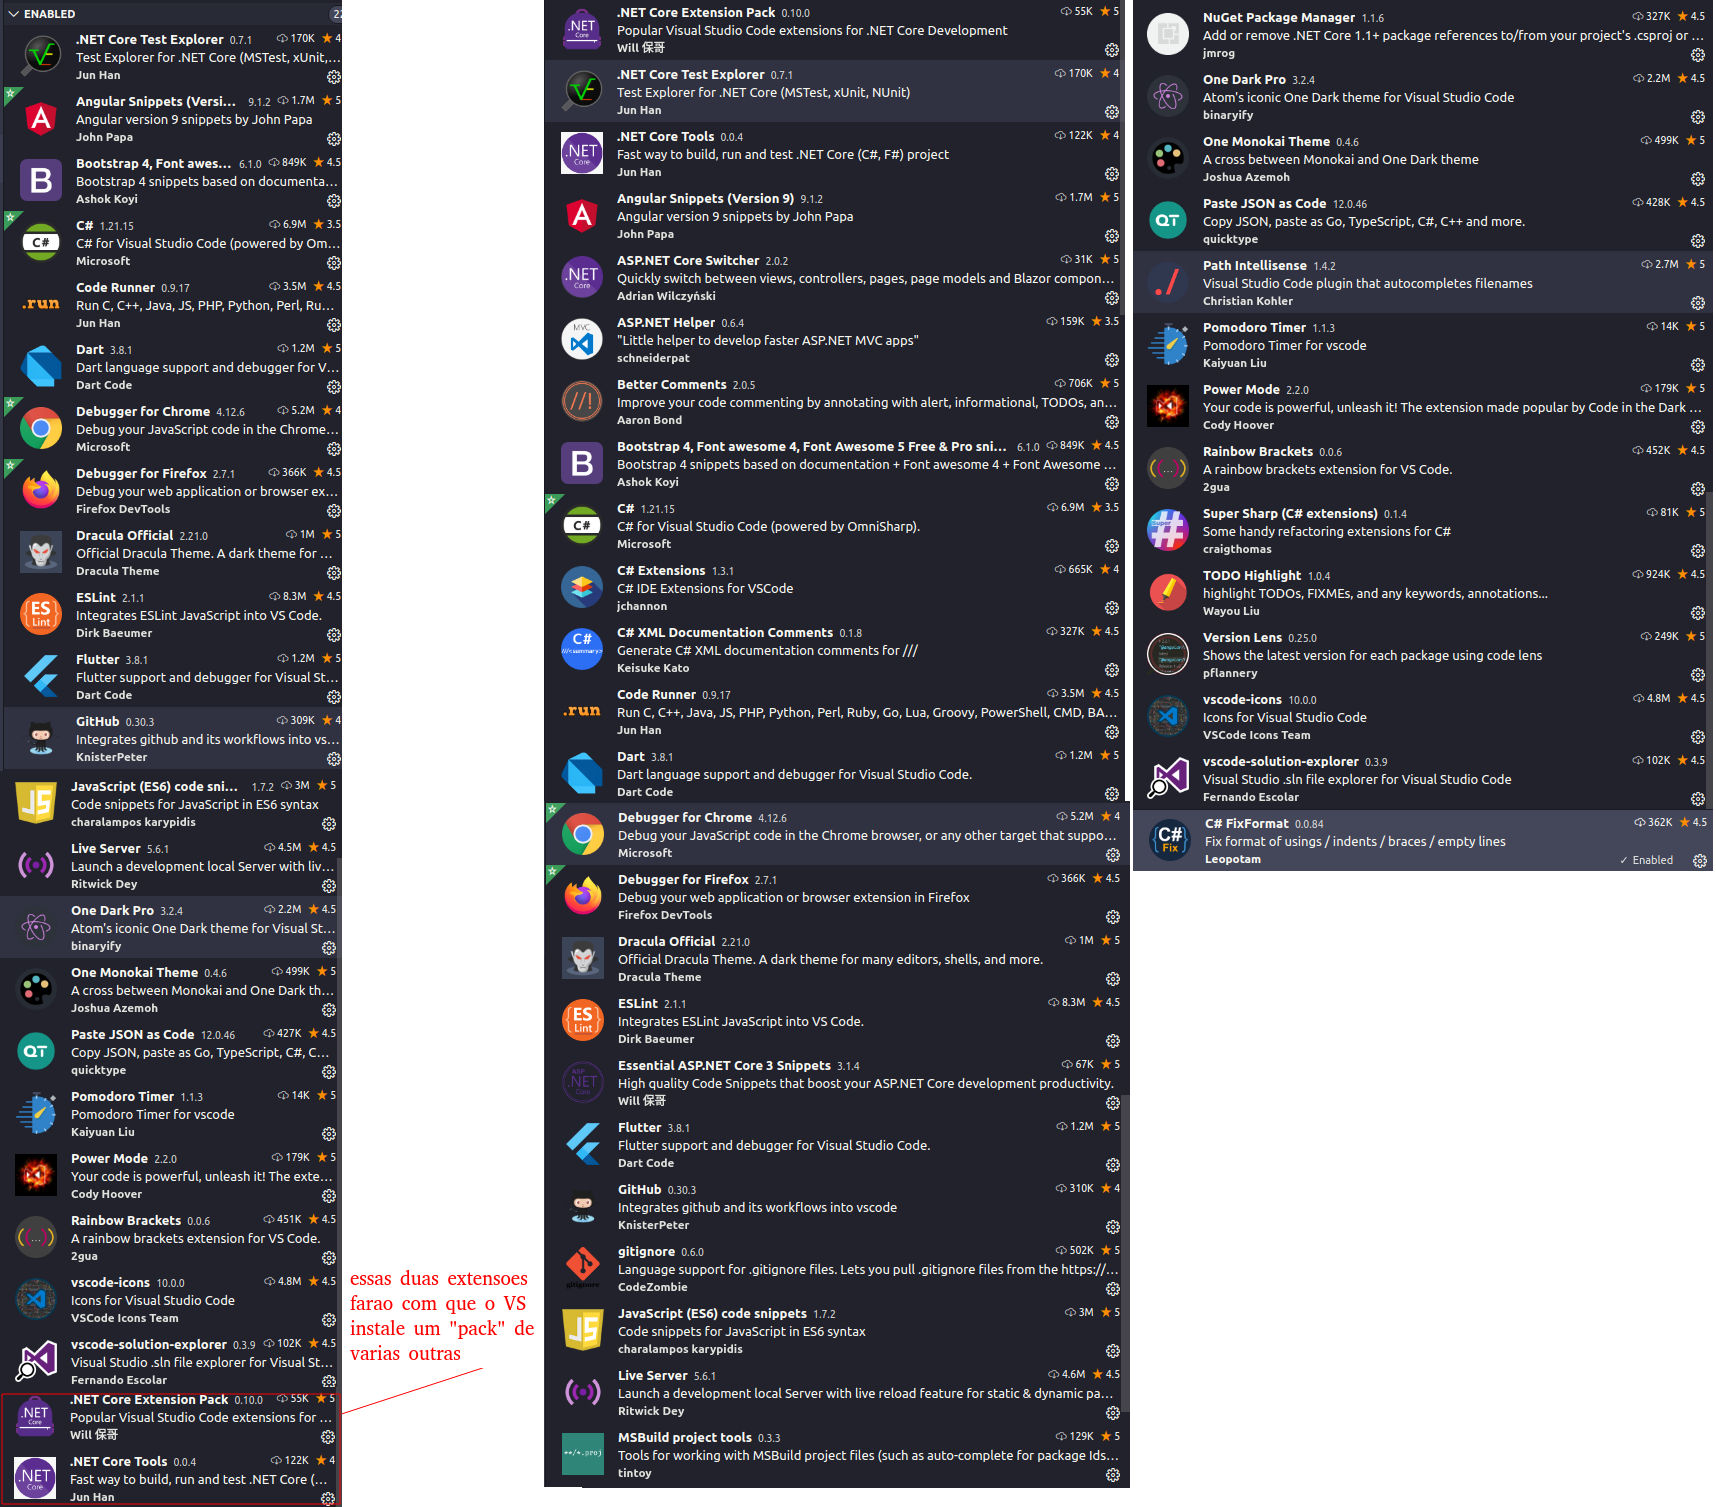 ENABLED 22
.NET Core Test Explorer 0.7.1 170K ★ 4
Test Explorer for .NET Core (MSTest, xUnit,...
Jun Han
Angular Snippets (Versi... 9.1.2 1.7M ★ 5
Angular version 9 snippets by John Papa
John Papa
Bootstrap 4, Font awes... 6.1.0 849K ★ 4.5
Bootstrap 4 snippets based on documenta...
Ashok Koyi
C# 1.21.15 6.9M ★ 3.5
C# for Visual Studio Code (powered by Om...
Microsoft
Code Runner 0.9.17 3.5M ★ 4.5
Run C, C++, Java, JS, PHP, Python, Perl, Ru...
Jun Han
Dart 3.8.1 1.2M ★ 5
Dart language support and debugger for V...
Dart Code
Debugger for Chrome 4.12.6 5.2M ★ 4
Debug your JavaScript code in the Chrome...
Microsoft
Debugger for Firefox 2.7.1 366K ★ 4.5
Debug your web application or browser ex...
Firefox DevTools
Dracula Official 2.21.0 1M ★ 5
Official Dracula Theme. A dark theme for ...
Dracula Theme
ESLint 2.1.1 8.3M ★ 4.5
Integrates ESLint JavaScript into VS Code.
Dirk Baeumer
Flutter 3.8.1 1.2M ★ 5
Flutter support and debugger for Visual St...
Dart Code
GitHub 0.30.3 309K ★ 4
Integrates github and its workflows into vs...
KnisterPeter
JavaScript (ES6) code sni... 1.7.2 3M ★ 5
Code snippets for JavaScript in ES6 syntax
charalampos karypidis
Live Server 5.6.1 4.5M ★ 4.5
Launch a development local Server with liv...
Ritwick Dey
One Dark Pro 3.2.4 2.2M ★ 4.5
Atom's iconic One Dark theme for Visual St...
binaryify
One Monokai Theme 0.4.6 499K ★ 5
A cross between Monokai and One Dark th...
Joshua Azemoh
Paste JSON as Code 12.0.46 427K ★ 4.5
Copy JSON, paste as Go, TypeScript, C#, C...
quicktype
Pomodoro Timer 1.1.3 14K ★ 5
Pomodoro Timer for vscode
Kaiyuan Liu
Power Mode 2.2.0 179K ★ 5
Your code is powerful, unleash it! The exte...
Cody Hoover
Rainbow Brackets 0.0.6 451K ★ 4.5
A rainbow brackets extension for VS Code.
2gua
vscode-icons 10.0.0 4.8M ★ 4.5
Icons for Visual Studio Code
VSCode Icons Team
vscode-solution-explorer 0.3.9 102K ★ 4.5
Visual Studio .sln file explorer for Visual St...
Fernando Escolar
.NET Core Extension Pack 0.10.0 55K ★ 5
Popular Visual Studio Code extensions for ...
Will 保哥
.NET Core Tools 0.0.4 122K ★ 4
Fast way to build, run and test .NET Core (...
Jun Han
essas duas extensoes
farao com que o VS
instale um "pack" de
varias outras
.NET Core Extension Pack 0.10.0 55K ★ 5
Popular Visual Studio Code extensions for .NET Core Development
Will 保哥
.NET Core Test Explorer 0.7.1 170K ★ 4
Test Explorer for .NET Core (MSTest, xUnit, NUnit)
Jun Han
.NET Core Tools 0.0.4 122K ★ 4
Fast way to build, run and test .NET Core (C#, F#) project
Jun Han
Angular Snippets (Version 9) 9.1.2 1.7M ★ 5
Angular version 9 snippets by John Papa
John Papa
ASP.NET Core Switcher 2.0.2 31K ★ 5
Quickly switch between views, controllers, pages, page models and Blazor compon...
Adrian Wilczyński
ASP.NET Helper 0.6.4 159K ★ 3.5
"Little helper to develop faster ASP.NET MVC apps"
schneiderpat
Better Comments 2.0.5 706K ★ 5
Improve your code commenting by annotating with alert, informational, TODOs, an...
Aaron Bond
Bootstrap 4, Font awesome 4, Font Awesome 5 Free & Pro sni... 6.1.0 849K ★ 4.5
Bootstrap 4 snippets based on documentation + Font awesome 4 + Font Awesome ...
Ashok Koyi
C# 1.21.15 6.9M ★ 3.5
C# for Visual Studio Code (powered by OmniSharp).
Microsoft
C# Extensions 1.3.1 665K ★ 4
C# IDE Extensions for VSCode
jchannon
C# XML Documentation Comments 0.1.8 327K ★ 4.5
Generate C# XML documentation comments for ///
Keisuke Kato
Code Runner 0.9.17 3.5M ★ 4.5
Run C, C++, Java, JS, PHP, Python, Perl, Ruby, Go, Lua, Groovy, PowerShell, CMD, BA...
Jun Han
Dart 3.8.1 1.2M ★ 5
Dart language support and debugger for Visual Studio Code.
Dart Code
Debugger for Chrome 4.12.6 5.2M ★ 4
Debug your JavaScript code in the Chrome browser, or any other target that suppo...
Microsoft
Debugger for Firefox 2.7.1 366K ★ 4.5
Debug your web application or browser extension in Firefox
Firefox DevTools
Dracula Official 2.21.0 1M ★ 5
Official Dracula Theme. A dark theme for many editors, shells, and more.
Dracula Theme
ESLint 2.1.1 8.3M ★ 4.5
Integrates ESLint JavaScript into VS Code.
Dirk Baeumer
Essential ASP.NET Core 3 Snippets 3.1.4 67K ★ 5
High quality Code Snippets that boost your ASP.NET Core development productivity.
Will 保哥
Flutter 3.8.1 1.2M ★ 5
Flutter support and debugger for Visual Studio Code.
Dart Code
GitHub 0.30.3 310K ★ 4
Integrates github and its workflows into vscode
KnisterPeter
gitignore 0.6.0 502K ★ 5
Language support for .gitignore files. Lets you pull .gitignore files from the https://...
CodeZombie
JavaScript (ES6) code snippets 1.7.2 3M ★ 5
Code snippets for JavaScript in ES6 syntax
charalampos karypidis
Live Server 5.6.1 4.6M ★ 4.5
Launch a development local Server with live reload feature for static & dynamic pa...
Ritwick Dey
MSBuild project tools 0.3.3 129K ★ 5
Tools for working with MSBuild project files (such as auto-complete for package Ids...
tintoy
NuGet Package Manager 1.1.6 327K ★ 4.5
Add or remove .NET Core 1.1+ package references to/from your project's .csproj or ...
jmrog
One Dark Pro 3.2.4 2.2M ★ 4.5
Atom's iconic One Dark theme for Visual Studio Code
binaryify
One Monokai Theme 0.4.6 499K ★ 5
A cross between Monokai and One Dark theme
Joshua Azemoh
Paste JSON as Code 12.0.46 428K ★ 4.5
Copy JSON, paste as Go, TypeScript, C#, C++ and more.
quicktype
Path Intellisense 1.4.2 2.7M ★ 5
Visual Studio Code plugin that autocompletes filenames
Christian Kohler
Pomodoro Timer 1.1.3 14K ★ 5
Pomodoro Timer for vscode
Kaiyuan Liu
Power Mode 2.2.0 179K ★ 5
Your code is powerful, unleash it! The extension made popular by Code in the Dark ...
Cody Hoover
Rainbow Brackets 0.0.6 452K ★ 4.5
A rainbow brackets extension for VS Code.
2gua
Super Sharp (C# extensions) 0.1.4 81K ★ 5
Some handy refactoring extensions for C#
craigthomas
TODO Highlight 1.0.4 924K ★ 4.5
highlight TODOs, FIXMEs, and any keywords, annotations...
Wayou Liu
Version Lens 0.25.0 249K ★ 5
Shows the latest version for each package using code lens
pflannery
vscode-icons 10.0.0 4.8M ★ 4.5
Icons for Visual Studio Code
VSCode Icons Team
vscode-solution-explorer 0.3.9 102K ★ 4.5
Visual Studio .sln file explorer for Visual Studio Code
Fernando Escolar
C# FixFormat 0.0.84 362K ★ 4.5
Fix format of usings / indents / braces / empty lines
Leopotam ✓ Enabled